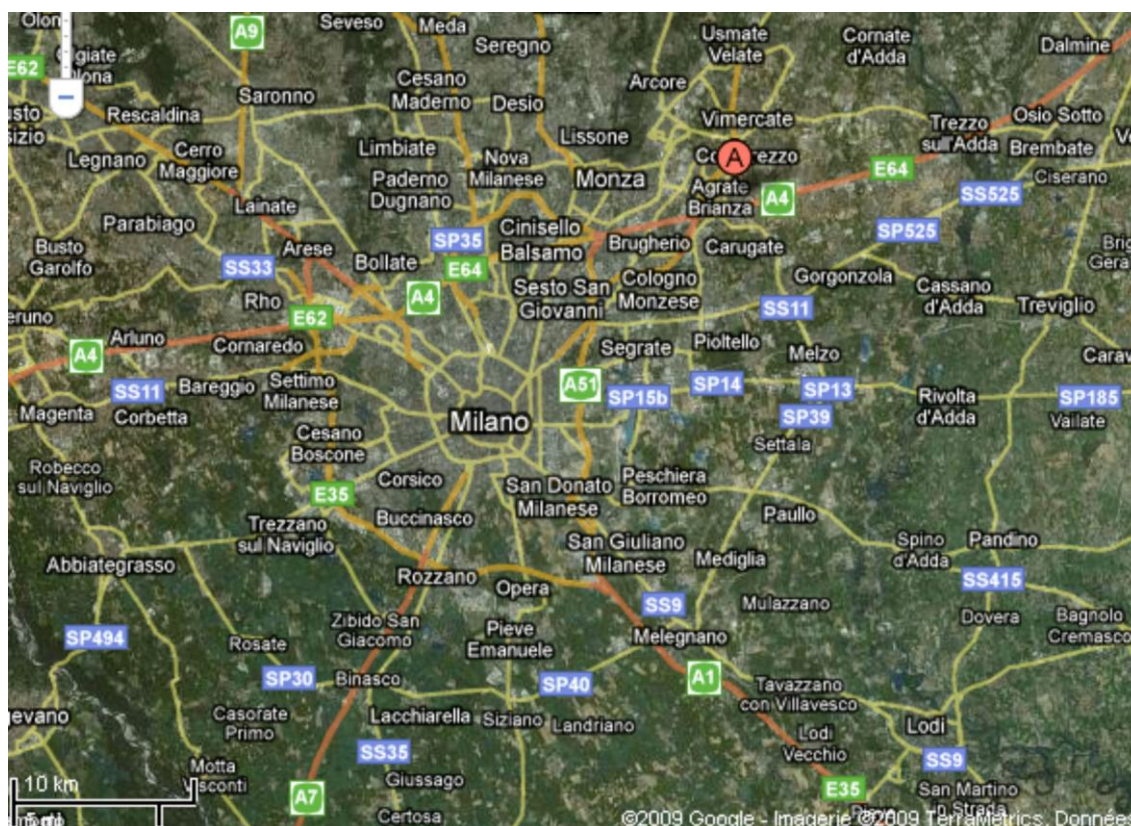 Olon
A9
Seveso
Meda
Seregno
Usmate
Velate
Cornate
d'Adda
Dalmine
E62
Saronno
Cesano
Maderno
Desio
Arcore
Rescaldina
Vimercate
Osio Sotto
Lissone
Trezzo
sull'Adda
Legnano
Cerro
Maggiore
Limbiate
Nova
Milanese
Monza
A
Brembate
Ciserano
Paderno
Dugnano
Agrate
Brianza
A4
E64
SS525
Lainate
Parabiago
Cinisello
Balsamo
Brugherio
Carugate
SP525
Busto
Garolfo
Arese
Bollate
SP35
E64
SS33
Cologno
Monzese
Gorgonzola
Rho
A4
Sesto San
Giovanni
Cassano
d'Adda
Treviglio
E62
SS11
Arluno
Cornaredo
A4
Segrate
Pioltello
Melzo
SS11
Bareggio
Settimo
Milanese
A51
SP15b
SP14
SP13
Rivolta
d'Adda
SP185
Magenta
Corbetta
Milano
SP39
Vailate
Cesano
Boscone
Settala
Robecco
sul Naviglio
Corsico
San Donato
Milanese
Peschiera
Borromeo
E35
Buccinasco
Trezzano
sul Naviglio
Paullo
Abbiategrasso
San Giuliano
Milanese
Mediglia
Spino
d'Adda
Pandino
Rozzano
Opera
SS415
SS9
Mulazzano
Dovera
Bagnolo
Cremasco
SP494
Rosate
Zibido San
Giacomo
Pieve
Emanuele
Melegnano
SP30
Binasco
SP40
A1
Tavazzano
con Villavesco
Casorate
Primo
Lacchiarella
Siziano
Landriano
Lodi
SS35
Lodi
Vecchio
SS9
Motta
Visconti
Giussago
10 km
A7
Certosa
E35
San Martino
in Strada
5 mi
©2009 Google - Imagerie ©2009 TerraMetrics, Données